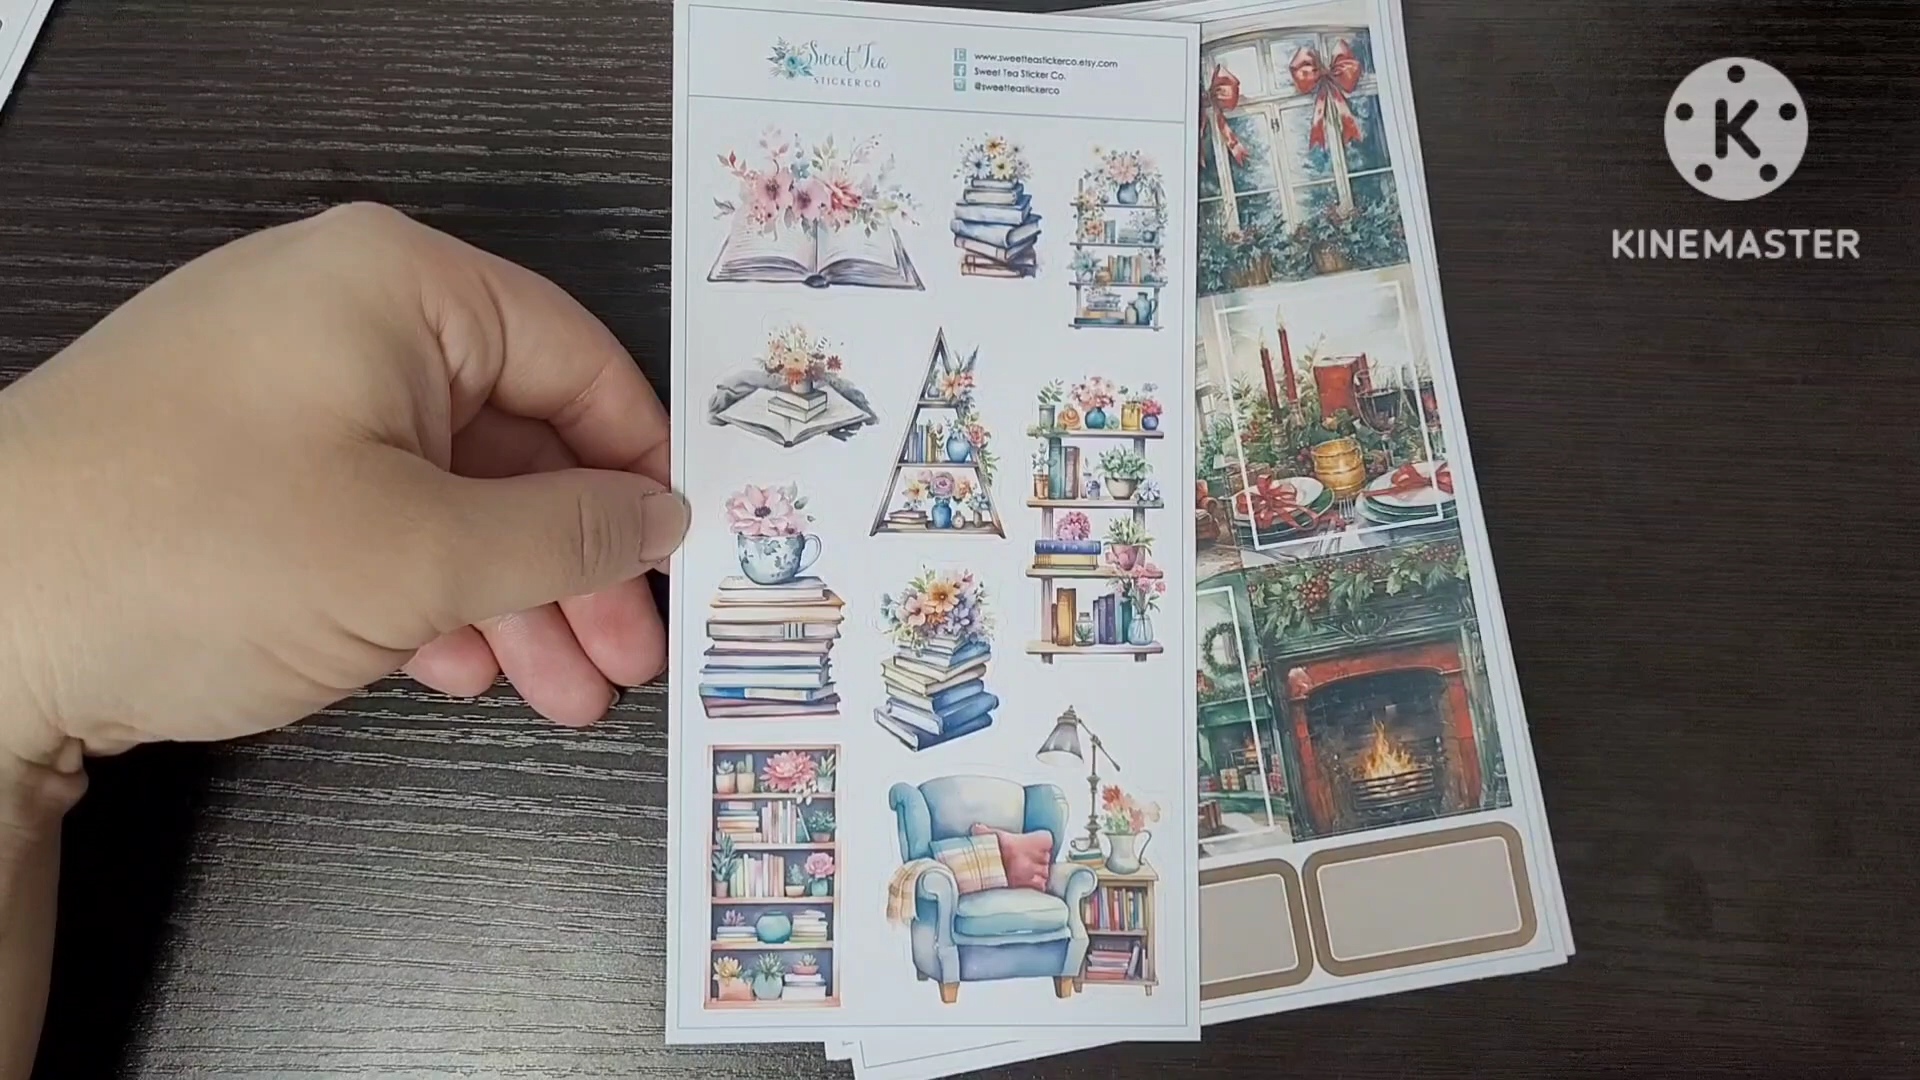 Sweet Tea
STICKER CO
www.sweetteastickerco.etsy.com
Sweet Tea Sticker Co.
@sweetteastickerco
K
KINEMASTER